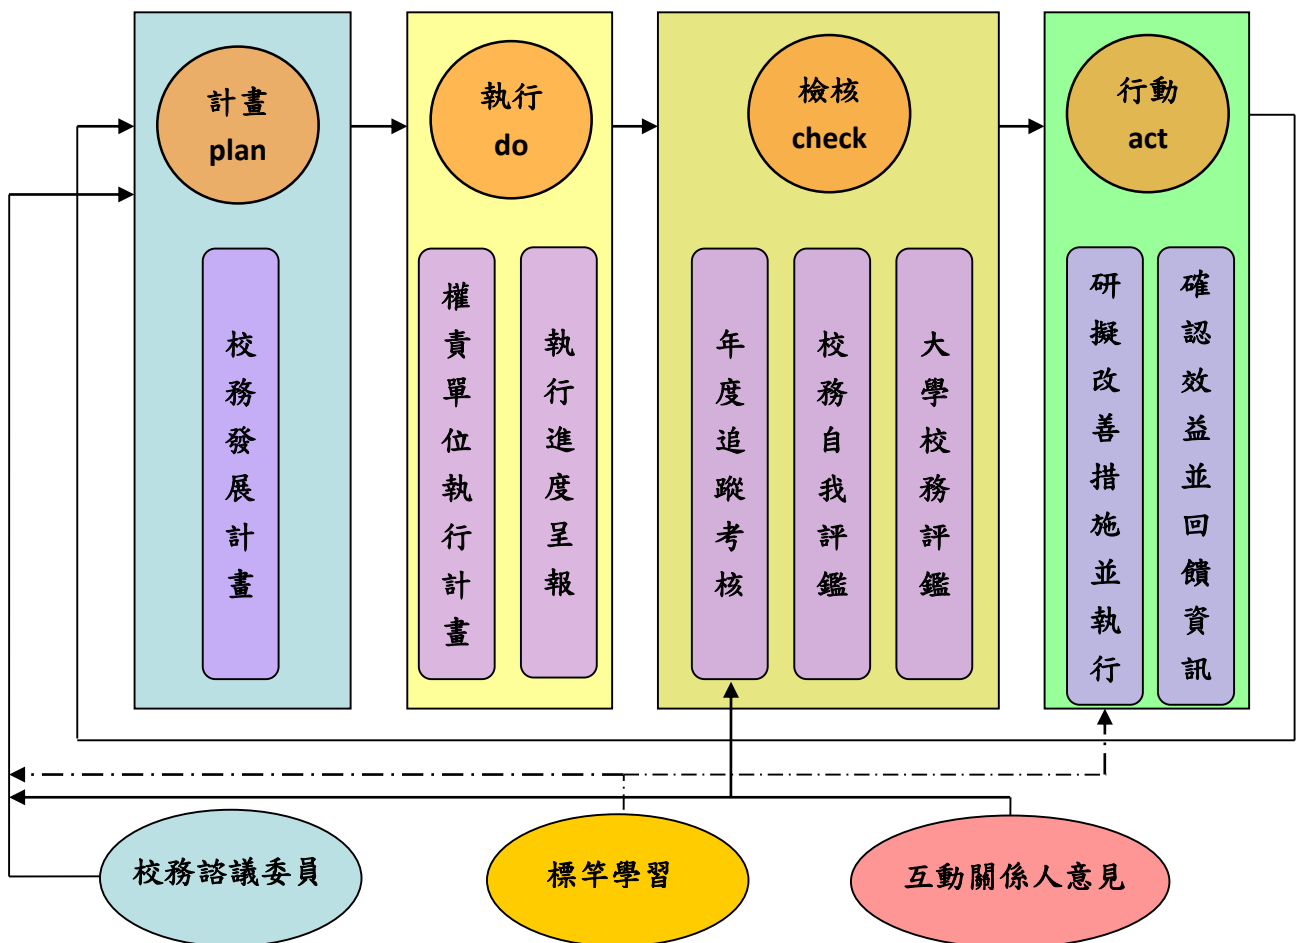 計畫
plan
執行
do
檢核
check
行動
act
校務發展計畫
權責單位執行計畫
執行進度呈報
年度追蹤考核
校務自我評鑑
大學校務評鑑
研擬改善措施並執行
確認效益並回饋資訊
校務諮議委員
標竿學習
互動關係人意見